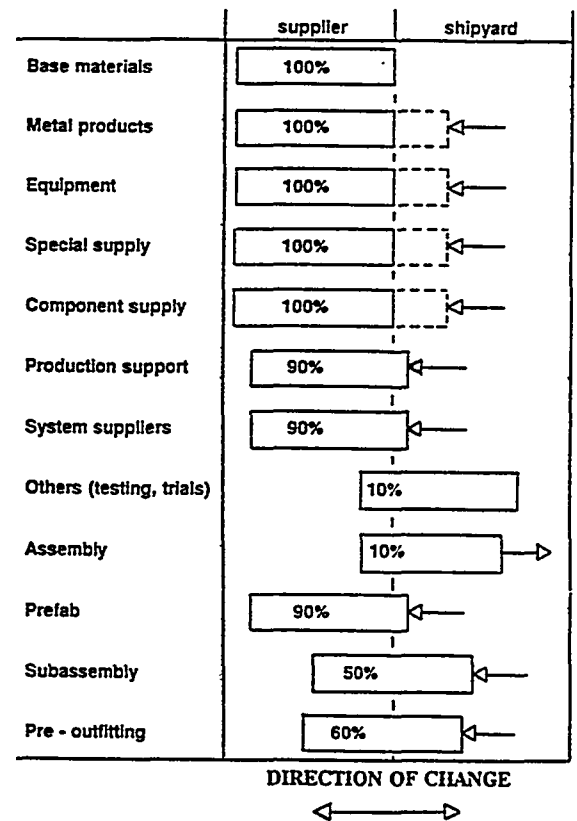 supplier shipyard
Base materials 100%
Metal products 100%
Equipment 100%
Special supply 100%
Component supply 100%
Production support 90%
System suppliers 90%
Others (testing, trials) 10%
Assembly 10%
Prefab 90%
Subassembly 50%
Pre - outfitting 60%
DIRECTION OF CHANGE